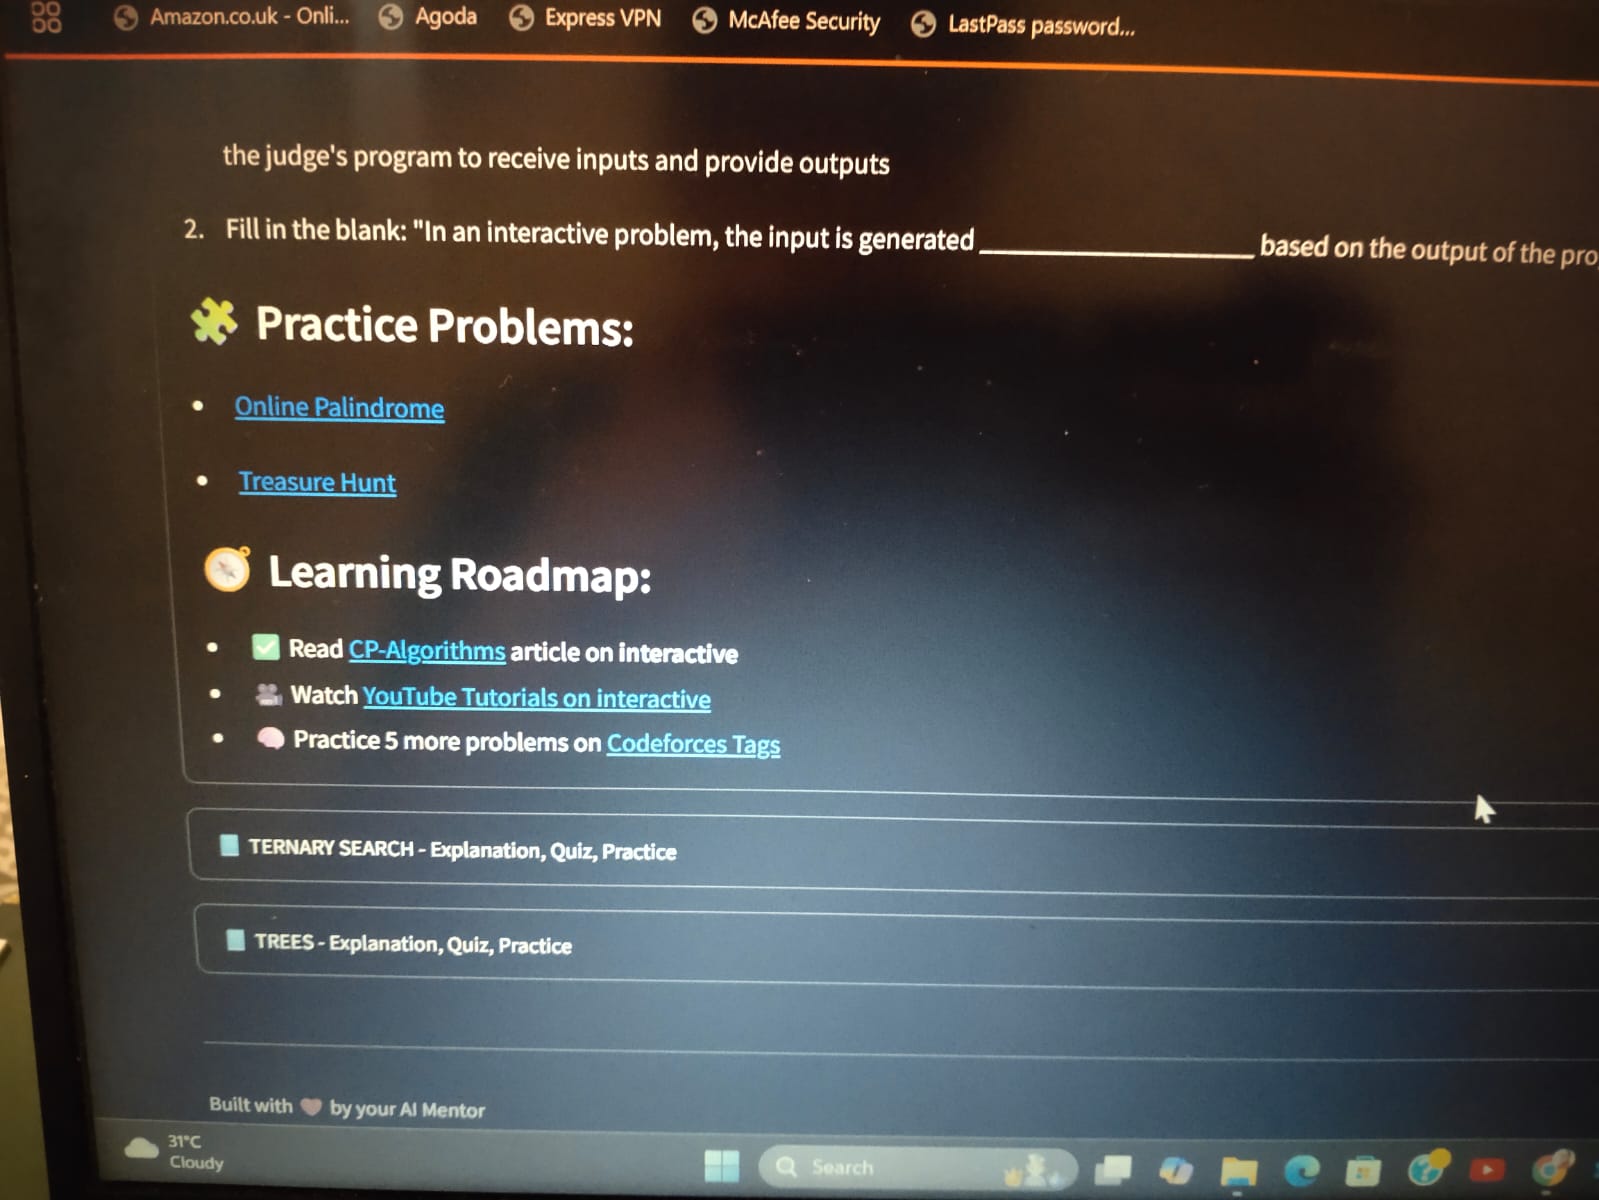 Amazon.co.uk - Onli...
Agoda
Express VPN
McAfee Security
LastPass password...
the judge's program to receive inputs and provide outputs
2. Fill in the blank: "In an interactive problem, the input is generated ____________________ based on the output of the pro
Practice Problems:
• Online Palindrome
• Treasure Hunt
Learning Roadmap:
• Read CP-Algorithms article on interactive
• Watch YouTube Tutorials on interactive
• Practice 5 more problems on Codeforces Tags
TERNARY SEARCH - Explanation, Quiz, Practice
TREES - Explanation, Quiz, Practice
Built with by your AI Mentor
31°C
Cloudy
Search